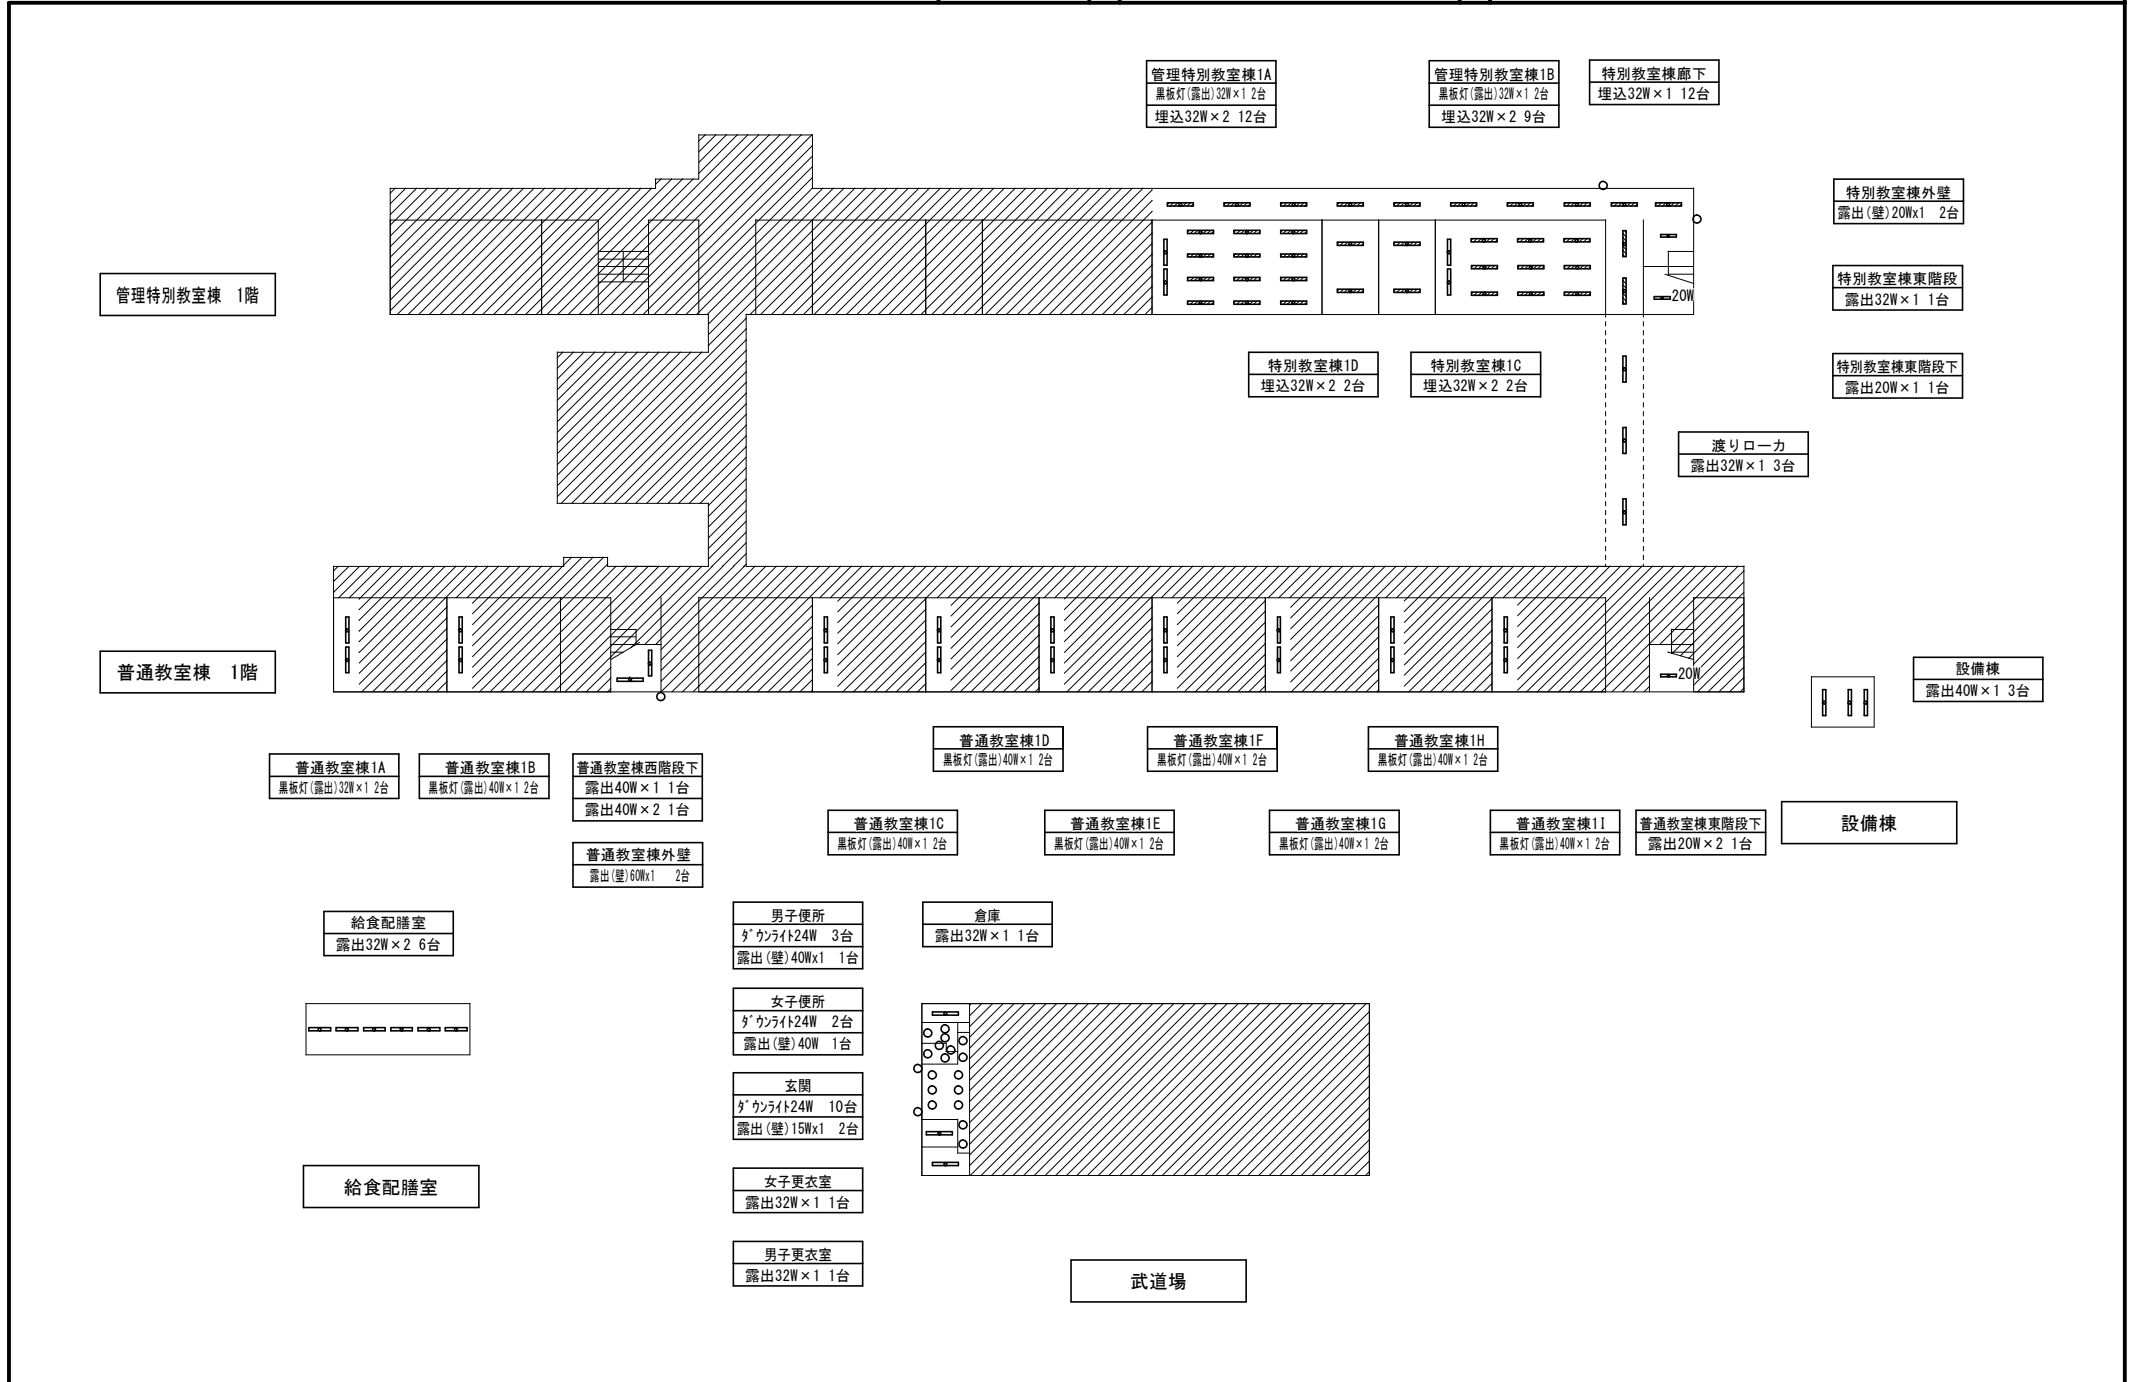 管理特別教室棟1A
黒板灯(露出)32W×1 2台
埋込32W×2 12台
管理特別教室棟1B
黒板灯(露出)32W×1 2台
埋込32W×2 9台
特別教室棟廊下
埋込32W×1 12台
特別教室棟外壁
露出(壁)20Wx1 2台
管理特別教室棟 1階
特別教室棟東階段
露出32W×1 1台
20W
特別教室棟1D
埋込32W×2 2台
特別教室棟1C
埋込32W×2 2台
特別教室棟東階段下
露出20W×1 1台
渡りローカ
露出32W×1 3台
普通教室棟 1階
20W
設備棟
露出40W×1 3台
普通教室棟1D
黒板灯(露出)40W×1 2台
普通教室棟1F
黒板灯(露出)40W×1 2台
普通教室棟1H
黒板灯(露出)40W×1 2台
普通教室棟1A
黒板灯(露出)32W×1 2台
普通教室棟1B
黒板灯(露出)40W×1 2台
普通教室棟西階段下
露出40W×1 1台
露出40W×2 1台
普通教室棟1C
黒板灯(露出)40W×1 2台
普通教室棟1E
黒板灯(露出)40W×1 2台
普通教室棟1G
黒板灯(露出)40W×1 2台
普通教室棟1I
黒板灯(露出)40W×1 2台
普通教室棟東階段下
露出20W×2 1台
設備棟
普通教室棟外壁
露出(壁)60Wx1 2台
給食配膳室
露出32W×2 6台
男子便所
ﾀﾞｳﾝﾗｲﾄ24W 3台
露出(壁)40Wx1 1台
倉庫
露出32W×1 1台
女子便所
ﾀﾞｳﾝﾗｲﾄ24W 2台
露出(壁)40W 1台
玄関
ﾀﾞｳﾝﾗｲﾄ24W 10台
露出(壁)15Wx1 2台
給食配膳室
女子更衣室
露出32W×1 1台
男子更衣室
露出32W×1 1台
武道場